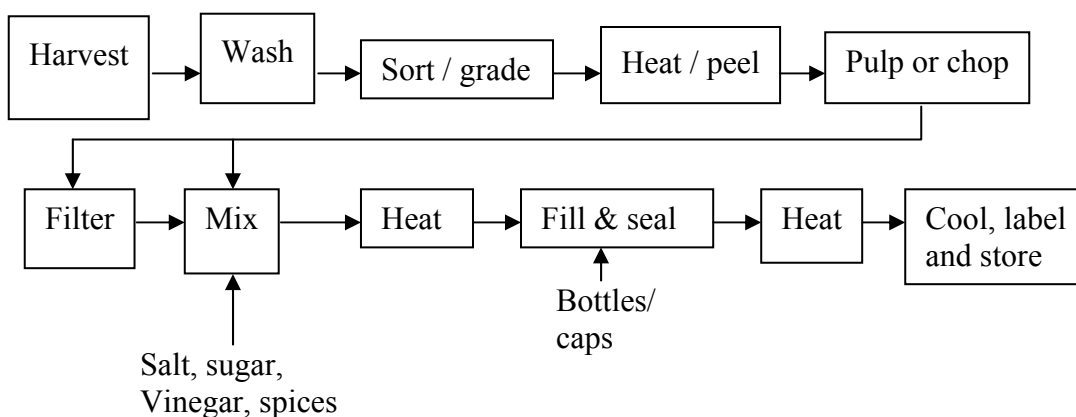 Harvest
Wash
Sort / grade
Heat / peel
Pulp or chop
Filter
Mix
Heat
Fill & seal
Heat
Cool, label
and store
Bottles/
caps
Salt, sugar,
Vinegar, spices